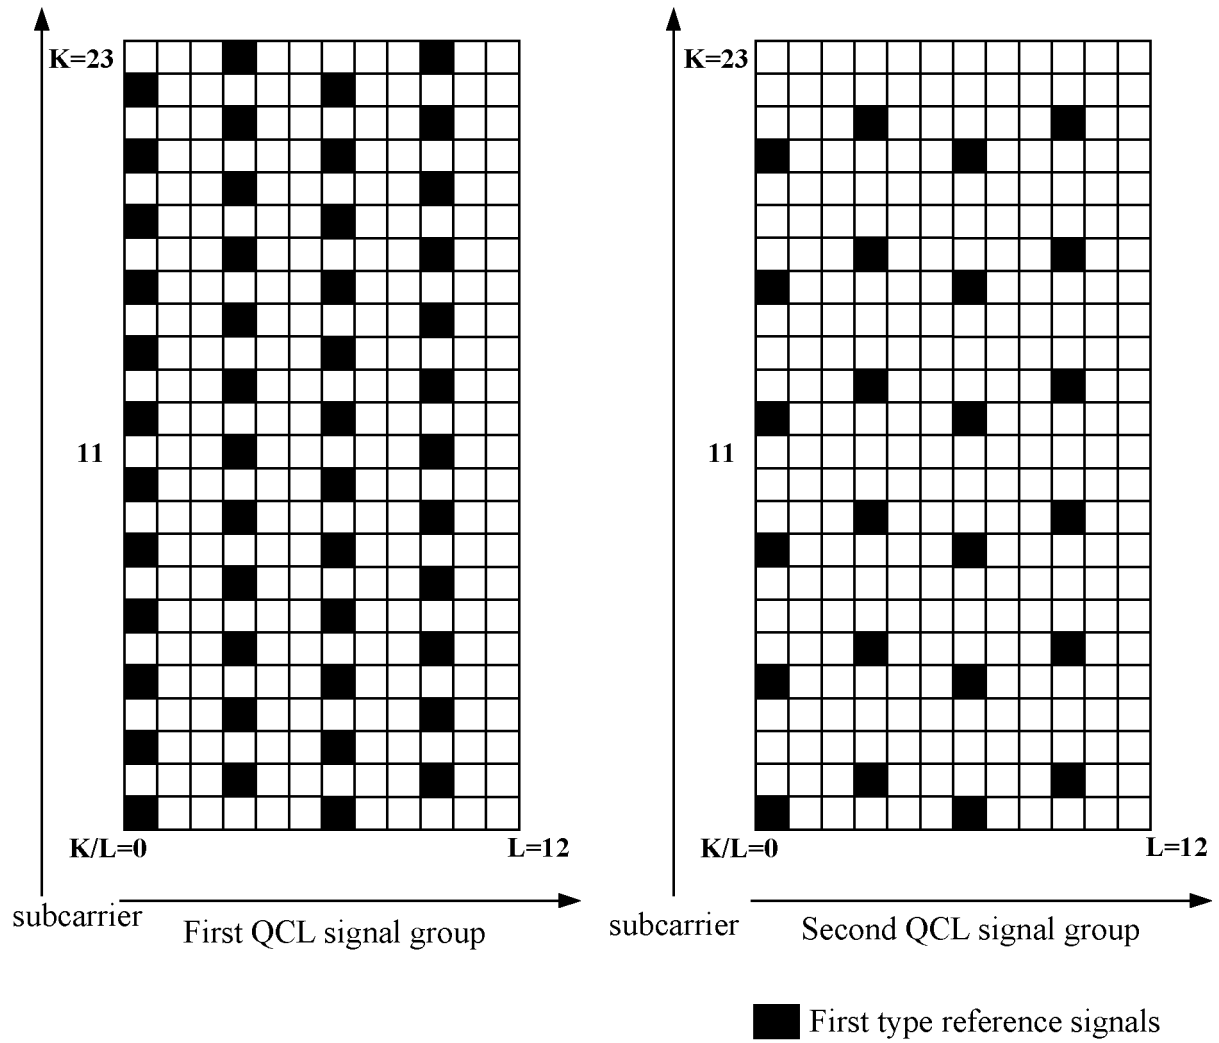 K=23
11
K/L=0
L=12
subcarrier
First QCL signal group
K=23
11
K/L=0
L=12
subcarrier
Second QCL signal group
First type reference signals